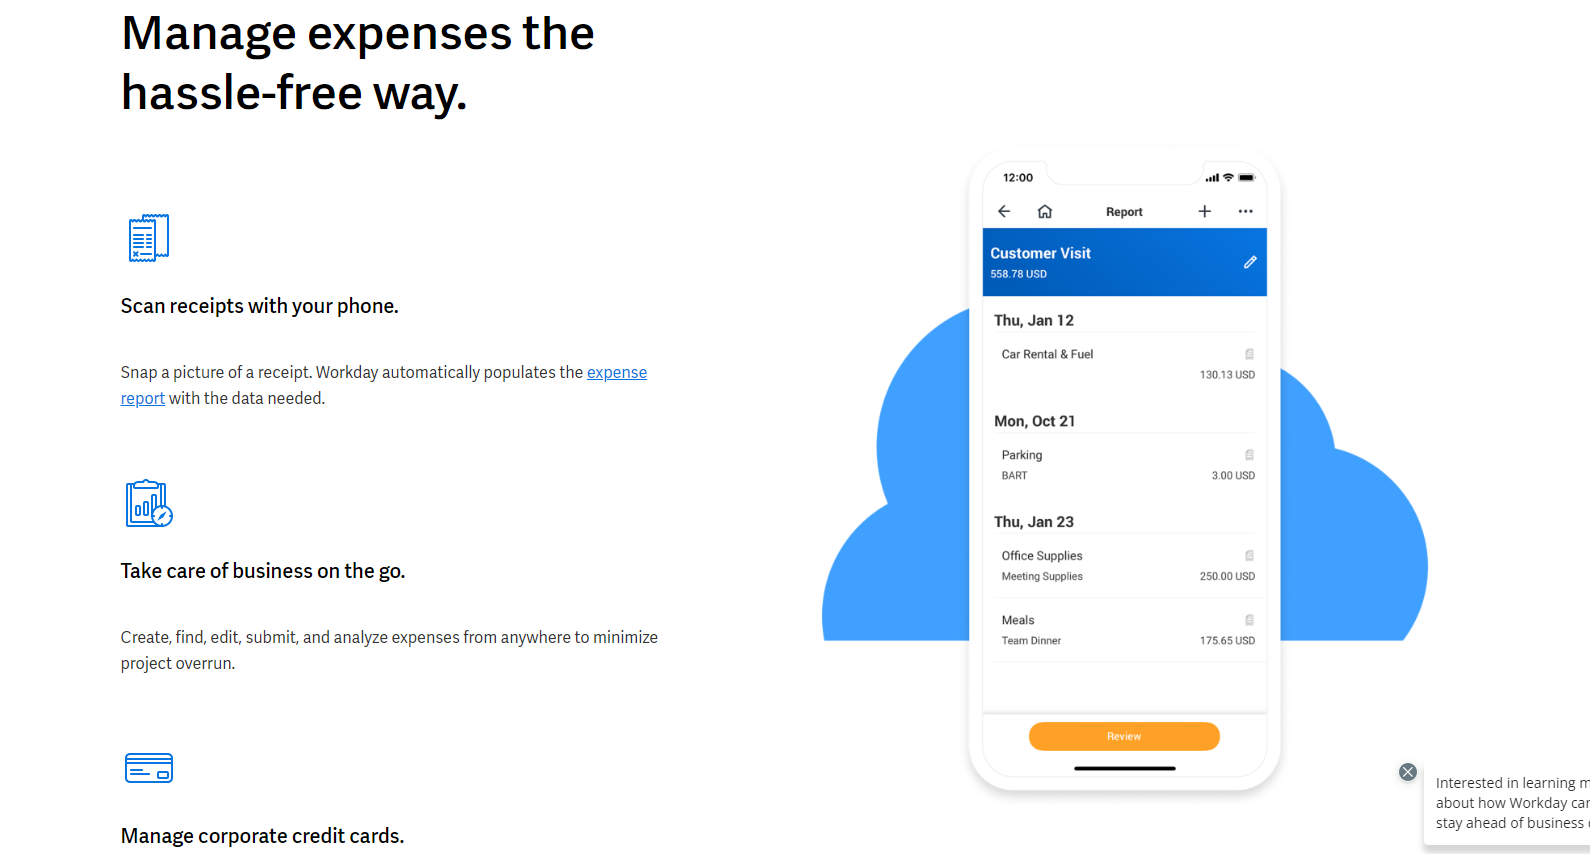 Manage expenses the
hassle-free way.
Scan receipts with your phone.
Snap a picture of a receipt. Workday automatically populates the expense
report with the data needed.
Take care of business on the go.
Create, find, edit, submit, and analyze expenses from anywhere to minimize
project overrun.
Manage corporate credit cards.
12:00
Report
Customer Visit
558.78 USD
Thu, Jan 12
Car Rental & Fuel
130.13 USD
Mon, Oct 21
Parking
BART 3.00 USD
Thu, Jan 23
Office Supplies
Meeting Supplies 250.00 USD
Meals
Team Dinner 175.65 USD
Review
Interested in learning
about how Workday
stay ahead of business